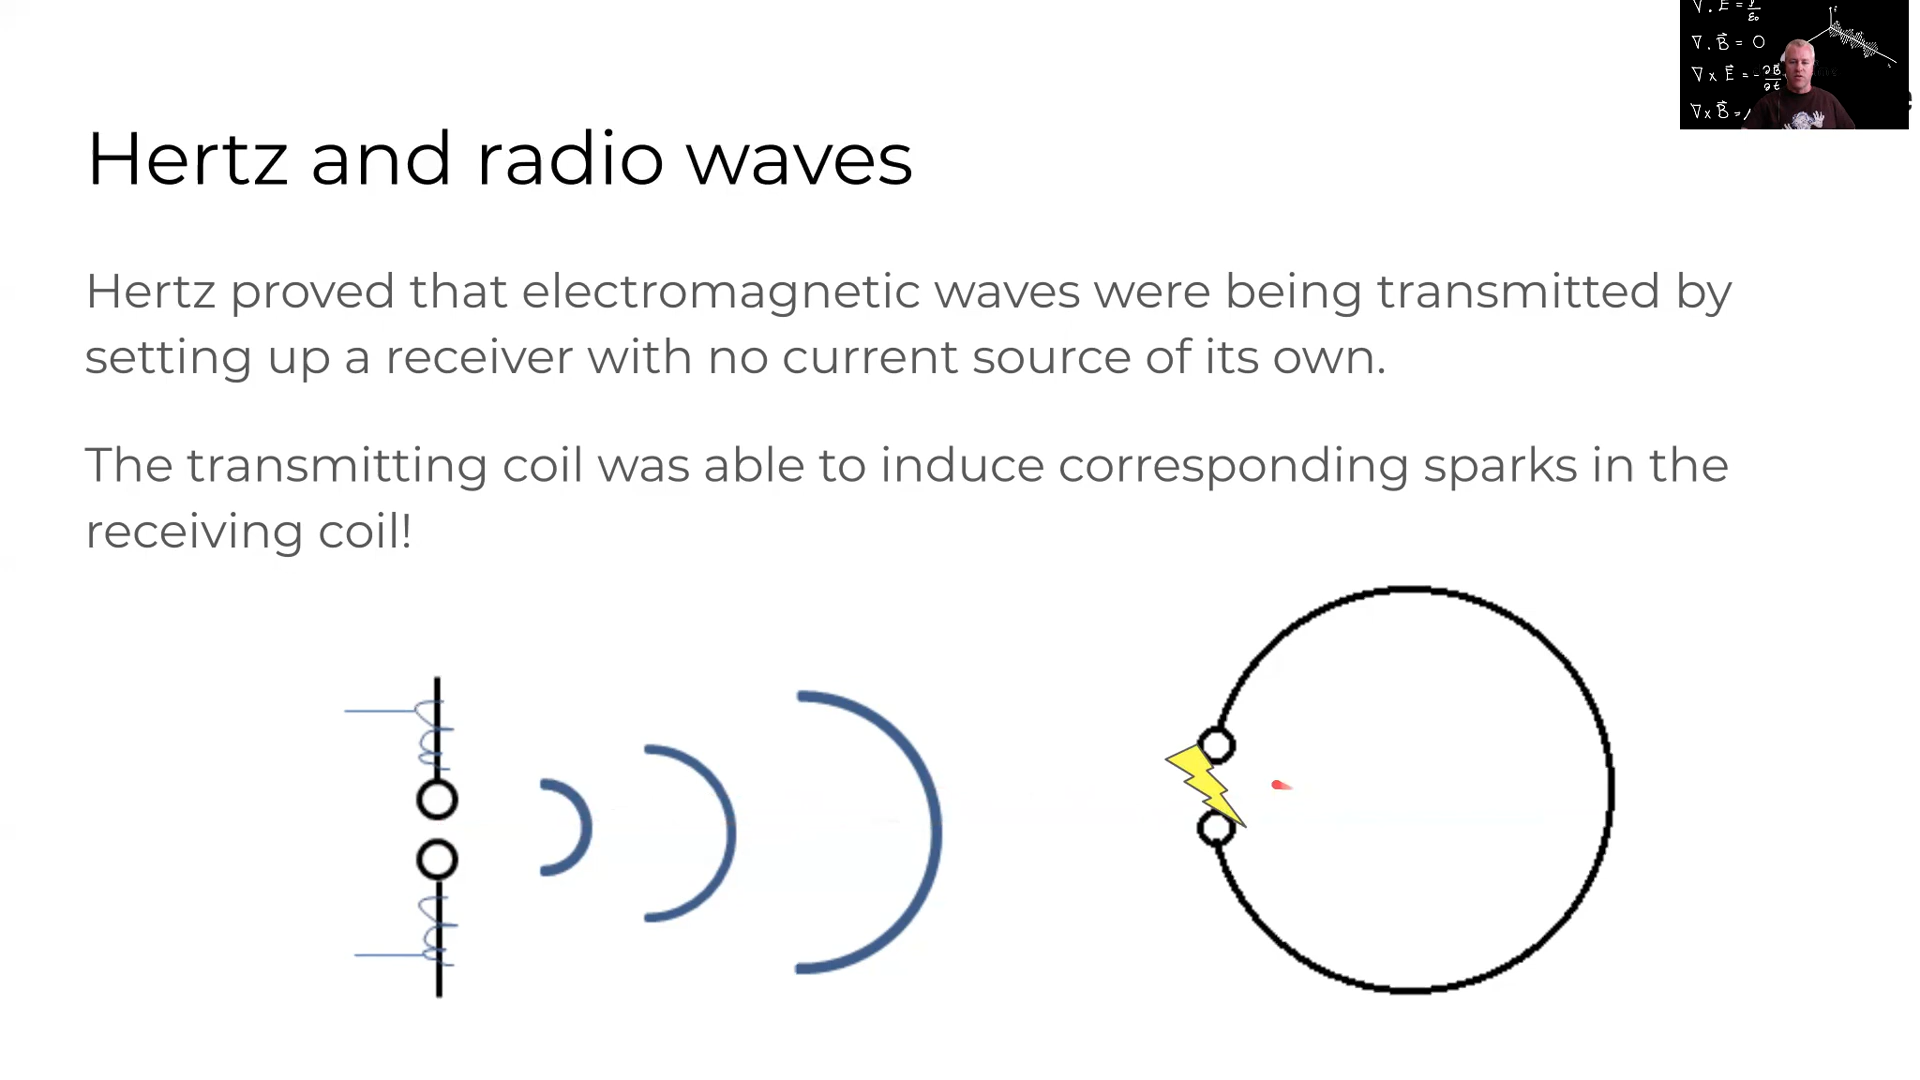 ∇ . E = ρ/ε₀
∇ . B⃗ = 0
∇ x E⃗ = - ∂B⃗/∂t
∇ x B⃗ =
Hertz and radio waves
Hertz proved that electromagnetic waves were being transmitted by
setting up a receiver with no current source of its own.
The transmitting coil was able to induce corresponding sparks in the
receiving coil!